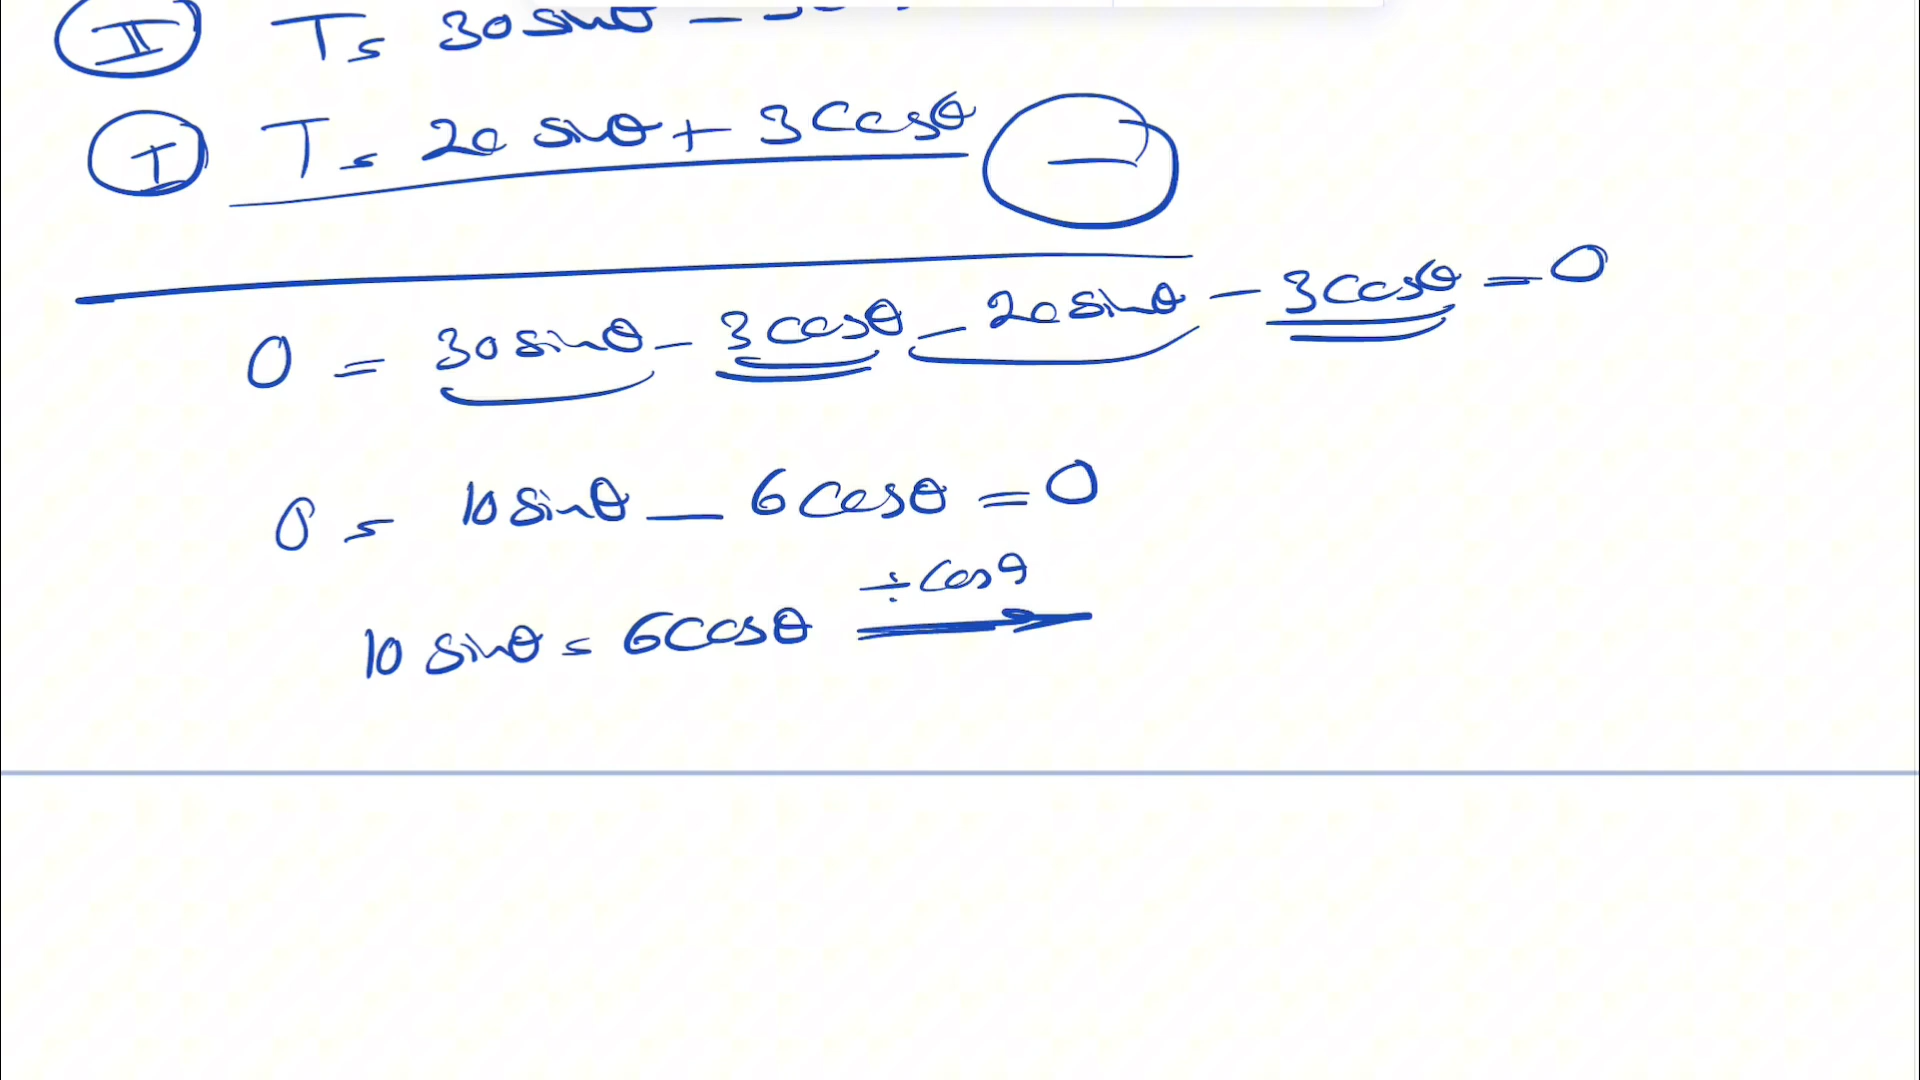 II T = 30 sinθ -
I T = 20 sinθ + 3 cosθ −
0 = 30 sinθ - 3 cosθ - 20 sinθ - 3 cosθ = 0
0 = 10 sinθ - 6 cosθ = 0
÷ cosθ
10 sinθ = 6 cosθ →